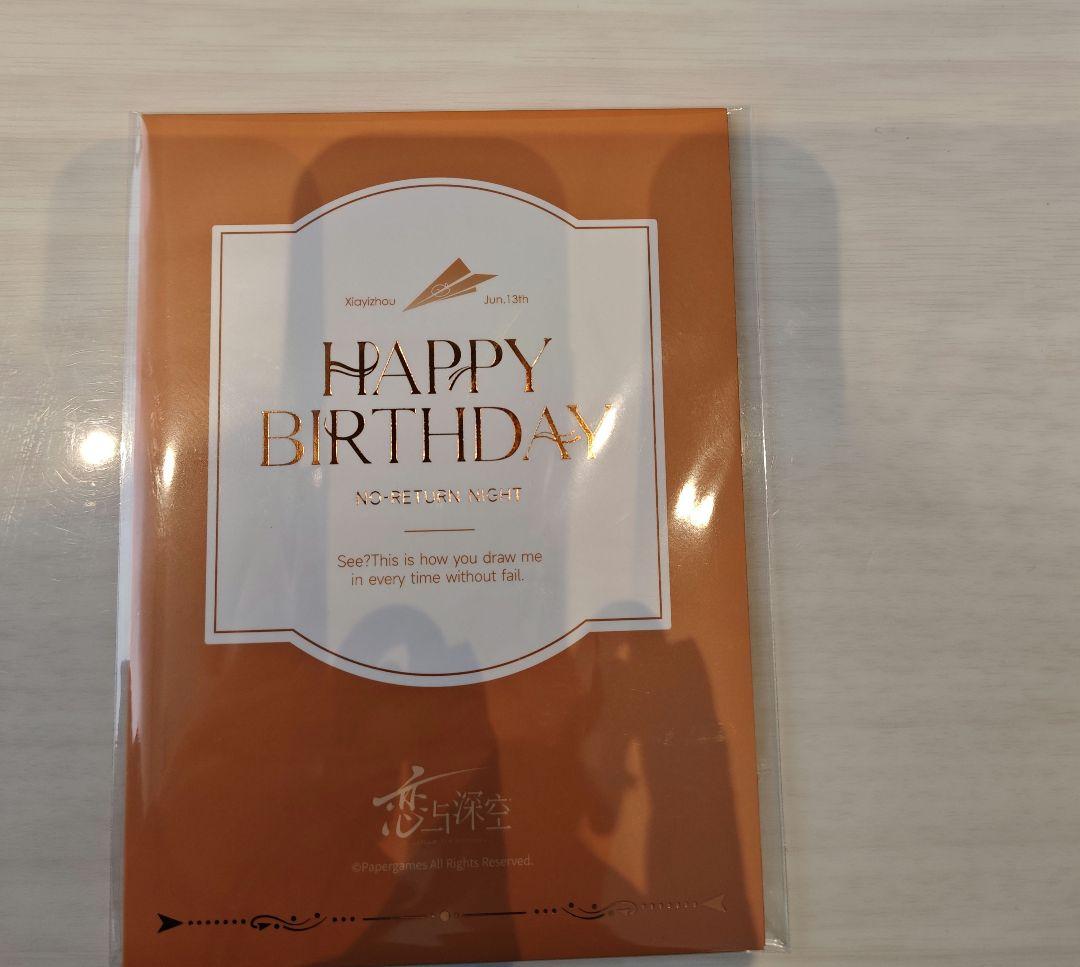 Xiayizhou Jun.13th
HAPPY
BIRTHDAY
NO-RETURN NIGHT
See?This is how you draw me
in every time without fail.
恋与深空
©Papergames All Rights Reserved.